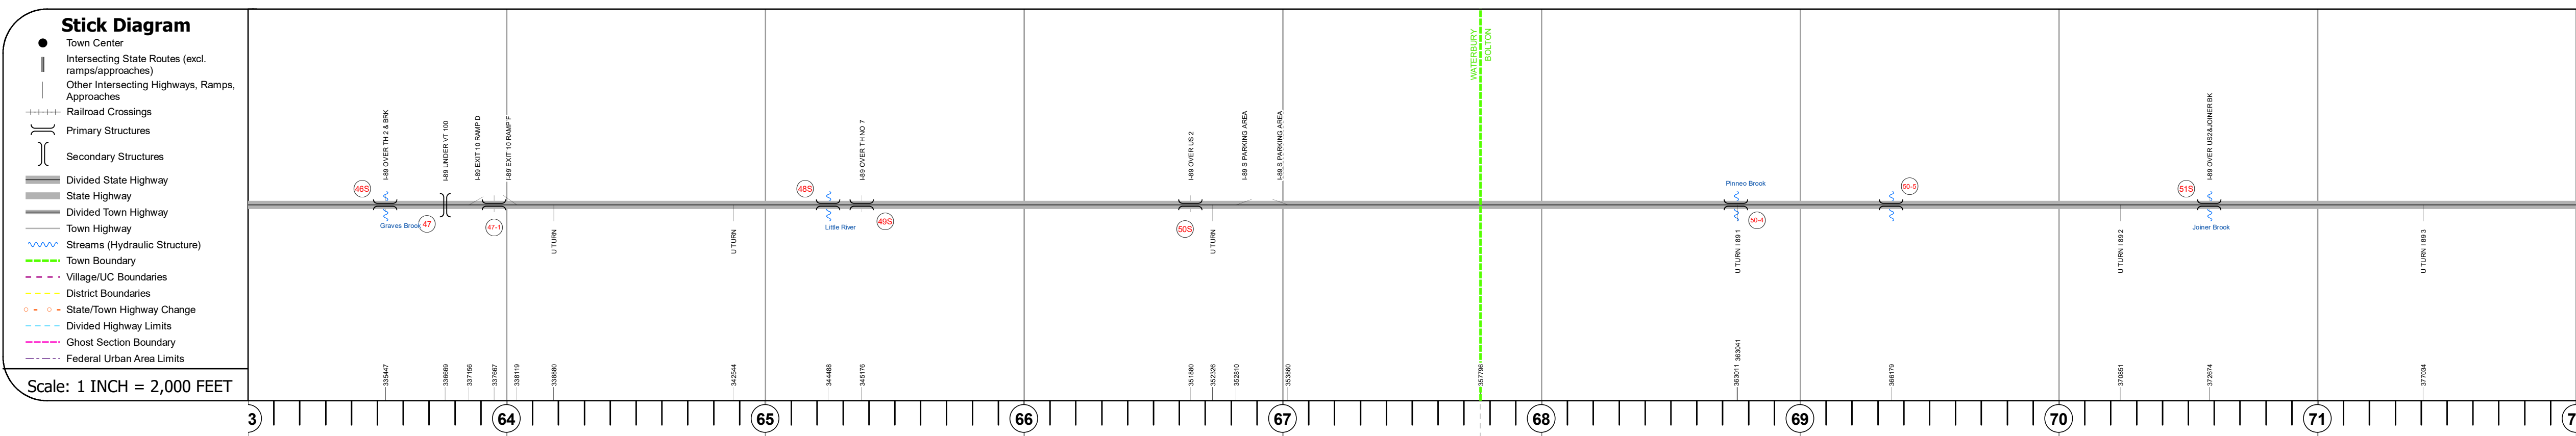 Stick Diagram
Town Center
Intersecting State Routes (excl.
ramps/approaches)
Other Intersecting Highways, Ramps,
Approaches
Railroad Crossings
Primary Structures
Secondary Structures
Divided State Highway
State Highway
Divided Town Highway
Town Highway
Streams (Hydraulic Structure)
Town Boundary
Village/UC Boundaries
District Boundaries
State/Town Highway Change
Divided Highway Limits
Ghost Section Boundary
Federal Urban Area Limits
Scale: 1 INCH = 2,000 FEET
WATERBURY
BOLTON
I-89 OVER TH 2 & BRK
I-89 UNDER VT 100
I-89 EXIT 10 RAMP D
I-89 EXIT 10 RAMP F
I-89 OVER TH NO 7
I-89 OVER US 2
I-89 S PARKING AREA
I-89 S PARKING AREA
I-89 OVER US2&JOINER BK
46S
48S
Pinneo Brook
50-5
51S
Graves Brook
47
47-1
Little River
49S
50S
50-4
Joiner Brook
U TURN
U TURN
U TURN
U TURN I 89 1
U TURN I 89 2
U TURN I 89 3
335447
336669
337156
337667
338119
338880
342544
344488
345176
351880
352326
352810
353860
357796
363011
363041
366179
370851
372674
377034
3
64
65
66
67
68
69
70
71
7